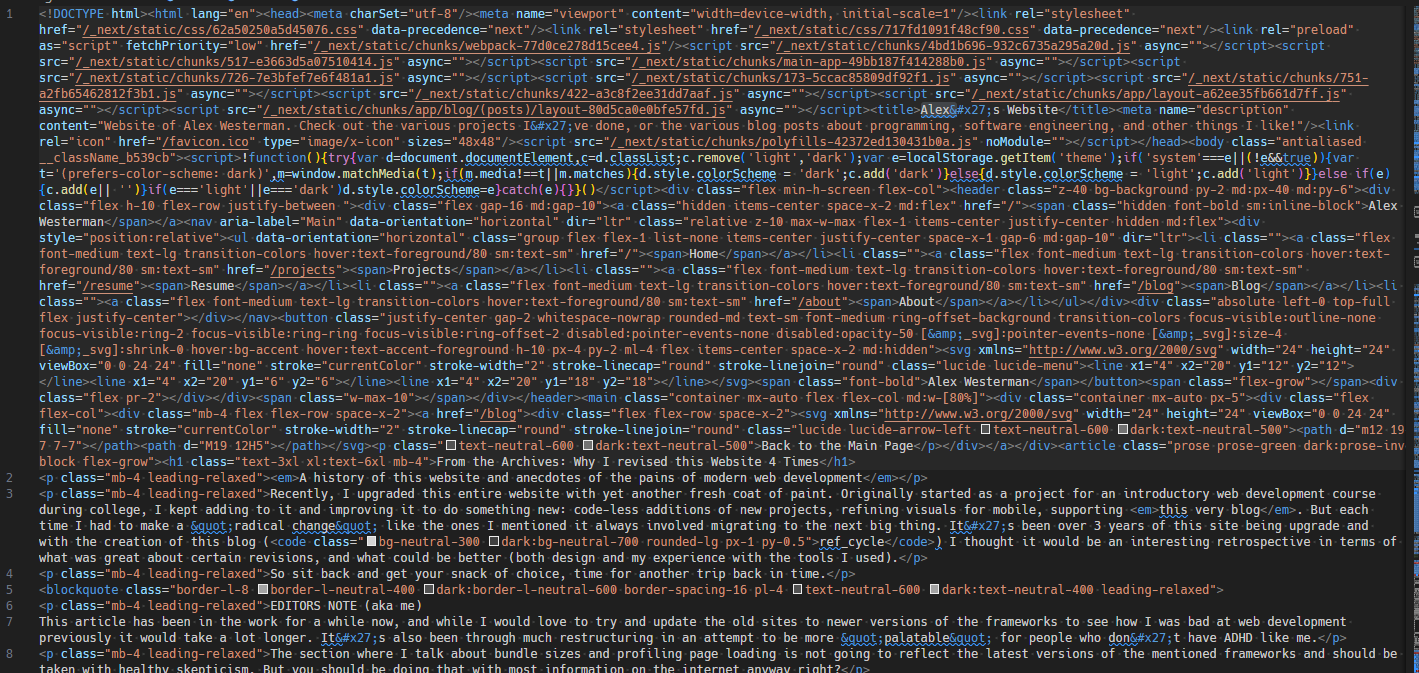 1 <!DOCTYPE html><html lang="en"><head><meta charSet="utf-8"/><meta name="viewport" content="width=device-width, initial-scale=1"/><link rel="stylesheet"
href="/_next/static/css/62a50250a5d45076.css" data-precedence="next"/><link rel="stylesheet" href="/_next/static/css/717fd1091f48cf90.css" data-precedence="next"/><link rel="preload"
as="script" fetchPriority="low" href="/_next/static/chunks/webpack-77d0ce278d15cee4.js"/><script src="/_next/static/chunks/4bd1b696-932c6735a295a20d.js" async=""></script><script
src="/_next/static/chunks/517-e3663d5a07510414.js" async=""></script><script src="/_next/static/chunks/main-app-49bb187f414288b0.js" async=""></script><script
src="/_next/static/chunks/726-7e3bfef7e6f481a1.js" async=""></script><script src="/_next/static/chunks/173-5ccac85809df92f1.js" async=""></script><script src="/_next/static/chunks/751-
a2fb65462812f3b1.js" async=""></script><script src="/_next/static/chunks/422-a3c8f2ee31dd7aaf.js" async=""></script><script src="/_next/static/chunks/app/layout-a62ee35fb661d7ff.js"
async=""></script><script src="/_next/static/chunks/app/blog/(posts)/layout-80d5ca0e0bfe57fd.js" async=""></script><title>Alex&#x27;s Website</title><meta name="description"
content="Website of Alex Westerman. Check out the various projects I&#x27;ve done, or the various blog posts about programming, software engineering, and other things I like!"/><link
rel="icon" href="/favicon.ico" type="image/x-icon" sizes="48x48"/><script src="/_next/static/chunks/polyfills-42372ed130431b0a.js" noModule=""></script></head><body class="antialiased
__className_b539cb"><script>!function(){try{var d=document.documentElement,c=d.classList;c.remove('light','dark');var e=localStorage.getItem('theme');if('system'===e||(!e&&true)){var
t='(prefers-color-scheme: dark)',m=window.matchMedia(t);if(m.media!==t||m.matches){d.style.colorScheme = 'dark';c.add('dark')}else{d.style.colorScheme = 'light';c.add('light')}}else if(e)
{c.add(e|| '')}if(e==='light'||e==='dark')d.style.colorScheme=e}catch(e){}}()</script><div class="flex min-h-screen flex-col"><header class="z-40 bg-background py-2 md:px-40 md:py-6"><div
class="flex h-10 flex-row justify-between "><div class="flex gap-16 md:gap-10"><a class="hidden items-center space-x-2 md:flex" href="/"><span class="hidden font-bold sm:inline-block">Alex
Westerman</span></a><nav aria-label="Main" data-orientation="horizontal" dir="ltr" class="relative z-10 max-w-max flex-1 items-center justify-center hidden md:flex"><div
style="position:relative"><ul data-orientation="horizontal" class="group flex flex-1 list-none items-center justify-center space-x-1 gap-6 md:gap-10" dir="ltr"><li class=""><a class="flex
font-medium text-lg transition-colors hover:text-foreground/80 sm:text-sm" href="/"><span>Home</span></a></li><li class=""><a class="flex font-medium text-lg transition-colors hover:text-
foreground/80 sm:text-sm" href="/projects"><span>Projects</span></a></li><li class=""><a class="flex font-medium text-lg transition-colors hover:text-foreground/80 sm:text-sm"
href="/resume"><span>Resume</span></a></li><li class=""><a class="flex font-medium text-lg transition-colors hover:text-foreground/80 sm:text-sm" href="/blog"><span>Blog</span></a></li><li
class=""><a class="flex font-medium text-lg transition-colors hover:text-foreground/80 sm:text-sm" href="/about"><span>About</span></a></li></ul></div><div class="absolute left-0 top-full
flex justify-center"></div></nav><button class="justify-center gap-2 whitespace-nowrap rounded-md text-sm font-medium ring-offset-background transition-colors focus-visible:outline-none
focus-visible:ring-2 focus-visible:ring-ring focus-visible:ring-offset-2 disabled:pointer-events-none disabled:opacity-50 [&amp;_svg]:pointer-events-none [&amp;_svg]:size-4
[&amp;_svg]:shrink-0 hover:bg-accent hover:text-accent-foreground h-10 px-4 py-2 ml-4 flex items-center space-x-2 md:hidden"><svg xmlns="http://www.w3.org/2000/svg" width="24" height="24"
viewBox="0 0 24 24" fill="none" stroke="currentColor" stroke-width="2" stroke-linecap="round" stroke-linejoin="round" class="lucide lucide-menu"><line x1="4" x2="20" y1="12" y2="12">
</line><line x1="4" x2="20" y1="6" y2="6"></line><line x1="4" x2="20" y1="18" y2="18"></line></svg><span class="font-bold">Alex Westerman</span></button><span class="flex-grow"></span><div
class="flex pr-2"></div></div><span class="w-max-10"></span></div></header><main class="container mx-auto flex flex-col md:w-[80%]"><div class="container mx-auto px-5"><div class="flex
flex-col"><div class="mb-4 flex flex-row space-x-2"><a href="/blog"><div class="flex flex-row space-x-2"><svg xmlns="http://www.w3.org/2000/svg" width="24" height="24" viewBox="0 0 24 24"
fill="none" stroke="currentColor" stroke-width="2" stroke-linecap="round" stroke-linejoin="round" class="lucide lucide-arrow-left text-neutral-600 dark:text-neutral-500"><path d="m12 19
7 7-7"></path><path d="M19 12H5"></path></svg><p class="text-neutral-600 dark:text-neutral-500">Back to the Main Page</p></div></a></div><article class="prose prose-green dark:prose-inv
block flex-grow"><h1 class="text-3xl xl:text-6xl mb-4">From the Archives: Why I revised this Website 4 Times</h1>
2 <p class="mb-4 leading-relaxed"><em>A history of this website and anecdotes of the pains of modern web development</em></p>
3 <p class="mb-4 leading-relaxed">Recently, I upgraded this entire website with yet another fresh coat of paint. Originally started as a project for an introductory web development course
during college, I kept adding to it and improving it to do something new: code-less additions of new projects, refining visuals for mobile, supporting <em>this very blog</em>. But each
time I had to make a &quot;radical change&quot; like the ones I mentioned it always involved migrating to the next big thing. It&#x27;s been over 3 years of this site being upgrade and
with the creation of this blog (<code class="bg-neutral-300 dark:bg-neutral-700 rounded-lg px-1 py-0.5">ref_cycle</code>) I thought it would be an interesting retrospective in terms of
what was great about certain revisions, and what could be better (both design and my experience with the tools I used).</p>
4 <p class="mb-4 leading-relaxed">So sit back and get your snack of choice, time for another trip back in time.</p>
5 <blockquote class="border-l-8 border-l-neutral-400 dark:border-l-neutral-600 border-spacing-16 pl-4 text-neutral-600 dark:text-neutral-400 leading-relaxed">
6 <p class="mb-4 leading-relaxed">EDITORS NOTE (aka me)
7 This article has been in the work for a while now, and while I would love to try and update the old sites to newer versions of the frameworks to see how I was bad at web development
previously it would take a lot longer. It&#x27;s also been through much restructuring in an attempt to be more &quot;palatable&quot; for people who don&#x27;t have ADHD like me.</p>
8 <p class="mb-4 leading-relaxed">The section where I talk about bundle sizes and profiling page loading is not going to reflect the latest versions of the mentioned frameworks and should be
taken with healthy skepticism. But you should be doing that with most information on the internet anyway right?</p>